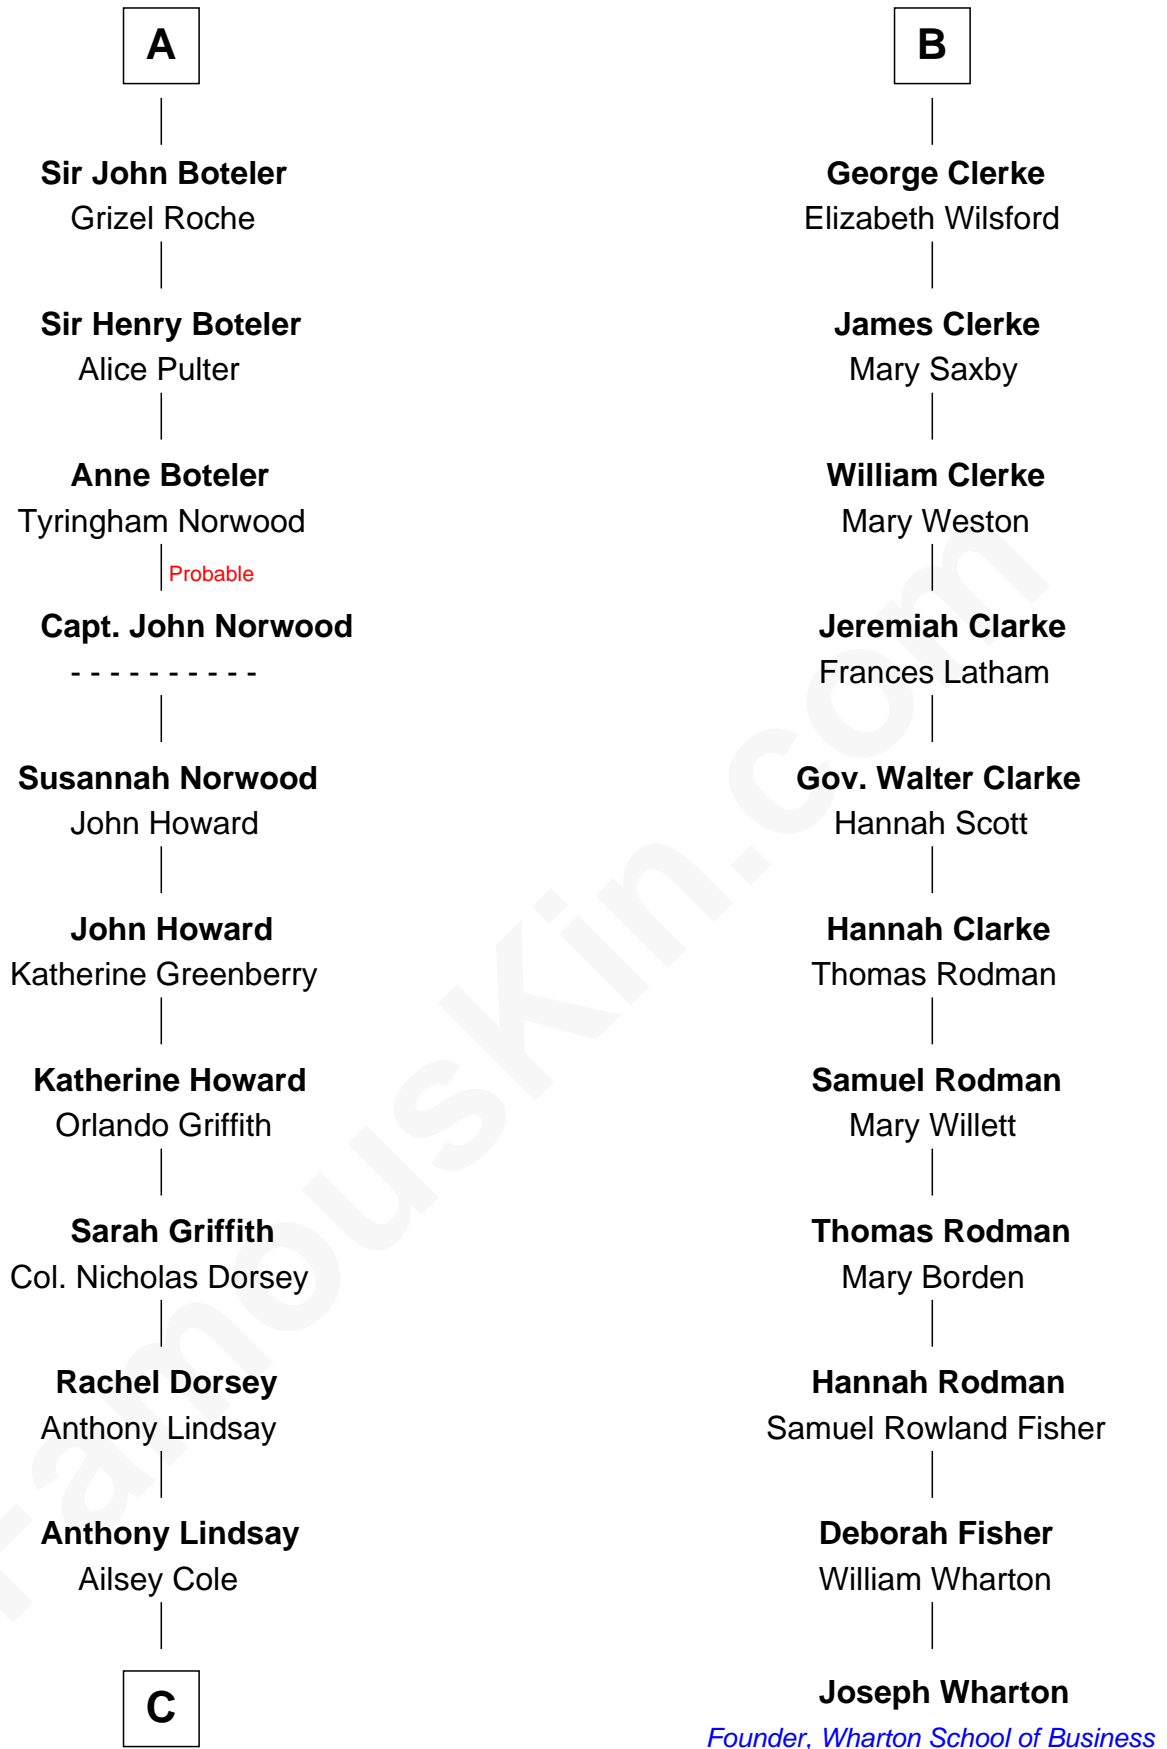 A
Sir John Boteler
Grizel Roche
Sir Henry Boteler
Alice Pulter
Anne Boteler
Tyringham Norwood
Probable
Capt. John Norwood
- - - - - - - - - -
Susannah Norwood
John Howard
John Howard
Katherine Greenberry
Katherine Howard
Orlando Griffith
Sarah Griffith
Col. Nicholas Dorsey
Rachel Dorsey
Anthony Lindsay
Anthony Lindsay
Ailsey Cole
C
B
George Clerke
Elizabeth Wilsford
James Clerke
Mary Saxby
William Clerke
Mary Weston
Jeremiah Clarke
Frances Latham
Gov. Walter Clarke
Hannah Scott
Hannah Clarke
Thomas Rodman
Samuel Rodman
Mary Willett
Thomas Rodman
Mary Borden
Hannah Rodman
Samuel Rowland Fisher
Deborah Fisher
William Wharton
Joseph Wharton
Founder, Wharton School of Business
FamousKin.com